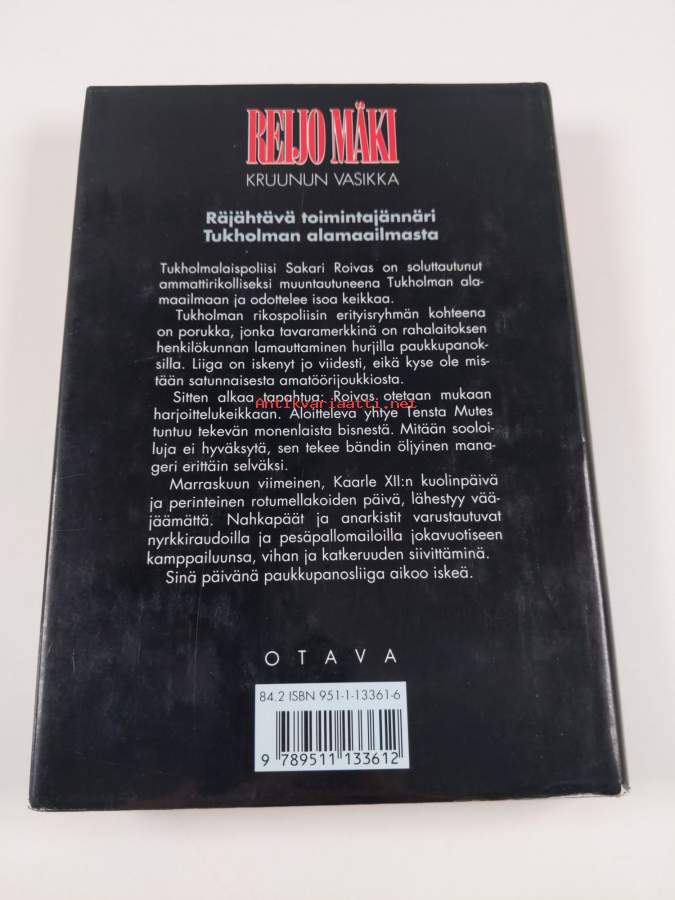 REIJO MÄKI
KRUUNUN VASIKKA
Räjähtävä toimintajännäri
Tukholman alamaailmasta
Tukholmalaispoliisi Sakari Roivas on soluttautunut
ammattirikolliseksi muuntautuneena Tukholman ala-
maailmaan ja odottelee isoa keikkaa.
Tukholman rikospoliisin erityisryhmän kohteena
on porukka, jonka tavaramerkkinä on rahalaitoksen
henkilökunnan lamauttaminen hurjilla paukkupanok-
silla. Liiga on iskenyt jo viidesti, eikä kyse ole mis-
tään satunnaisesta amatöörijoukkiosta.
Sitten alkaa tapahtua: Roivas otetaan mukaan
Antikvariaatti.net
harjoittelukeikkaan. Aloitteleva yhtye Tensta Mutes
tuntuu tekevän monenlaista bisnestä. Mitään sooloi-
luja ei hyväksytä, sen tekee bändin öljyinen mana-
geri erittäin selväksi.
Marraskuun viimeinen, Kaarle XII:n kuolinpäivä
ja perinteinen rotumellakoiden päivä, lähestyy vää-
jäämättä. Nahkapäät ja anarkistit varustautuvat
nyrkkiraudoilla ja pesäpallomailoilla jokavuotiseen
kamppailuunsa, vihan ja katkeruuden siivittäminä.
Sinä päivänä paukkupanosliiga aikoo iskeä.
OTAVA
84.2 ISBN 951-1-13361-6
9 789511 133612